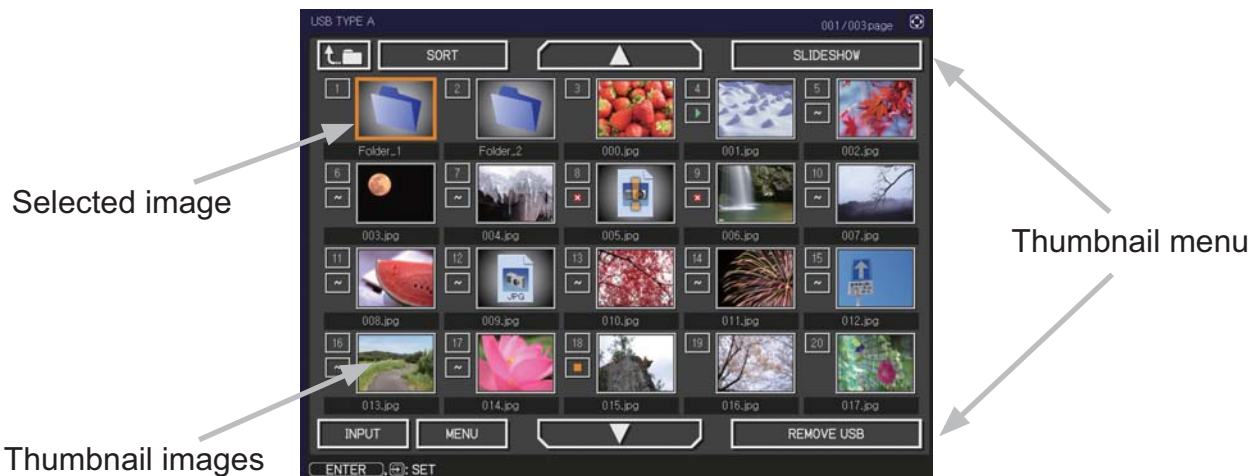 USB TYPE A 001/003page
SORT SLIDESHOW
1 2 3 4 5
Folder_1 Folder_2 000.jpg 001.jpg 002.jpg
Selected image
6 7 8 9 10
003.jpg 004.jpg 005.jpg 006.jpg 007.jpg
Thumbnail menu
11 12 13 14 15
JPG
008.jpg 009.jpg 010.jpg 011.jpg 012.jpg
16 17 18 19 20
013.jpg 014.jpg 015.jpg 016.jpg 017.jpg
INPUT MENU REMOVE USB
Thumbnail images
ENTER , : SET